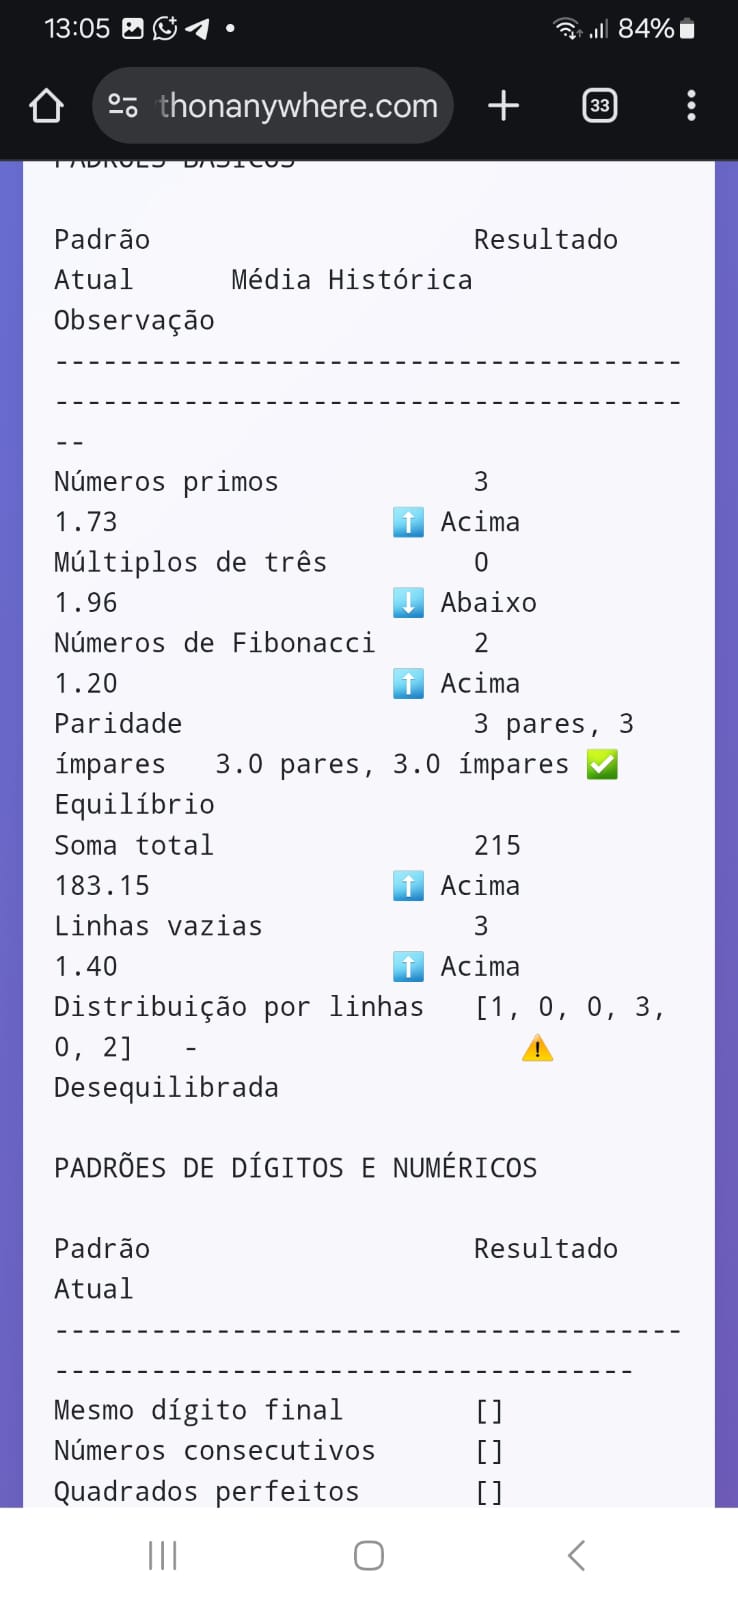 13:05 84%
thonanywhere.com 33
PADRÕES BÁSICOS
Padrão Resultado
Atual Média Histórica
Observação
---------------------------------------
---------------------------------------
--
Números primos 3
1.73 ⬆️ Acima
Múltiplos de três 0
1.96 ⬇️ Abaixo
Números de Fibonacci 2
1.20 ⬆️ Acima
Paridade 3 pares, 3
ímpares 3.0 pares, 3.0 ímpares ✅
Equilíbrio
Soma total 215
183.15 ⬆️ Acima
Linhas vazias 3
1.40 ⬆️ Acima
Distribuição por linhas [1, 0, 0, 3,
0, 2] - ⚠️
Desequilibrada
PADRÕES DE DÍGITOS E NUMÉRICOS
Padrão Resultado
Atual
---------------------------------------
------------------------------------
Mesmo dígito final []
Números consecutivos []
Quadrados perfeitos []